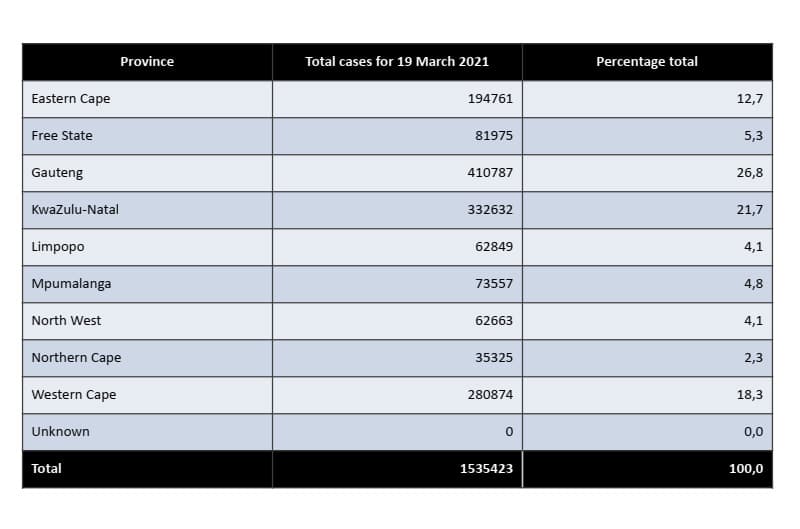 Province Total cases for 19 March 2021 Percentage total
Eastern Cape 194761 12,7
Free State 81975 5,3
Gauteng 410787 26,8
KwaZulu-Natal 332632 21,7
Limpopo 62849 4,1
Mpumalanga 73557 4,8
North West 62663 4,1
Northern Cape 35325 2,3
Western Cape 280874 18,3
Unknown 0 0,0
Total 1535423 100,0